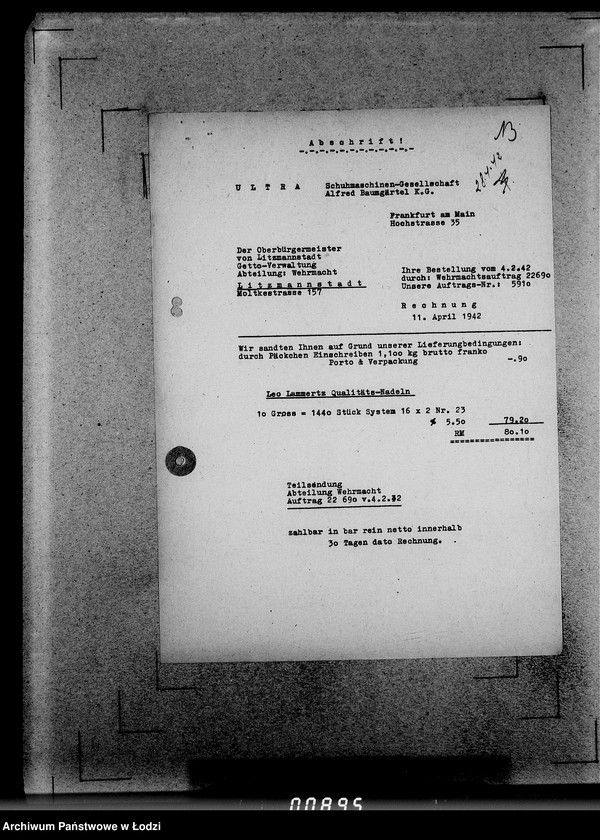 Abschrift!
-.-.-.-.-.-.-.-.-.-.-
NB
28.4.42
ULTRA Schuhmaschinen-Gesellschaft
Alfred Baumgärtel K.G.
Frankfurt am Main
Hochstrasse 35
Der Oberbürgermeister
von Litzmannstadt
Getto-Verwaltung
Abteilung: Wehrmacht
Litzmannstadt
Moltkestrasse 157
Ihre Bestellung vom 4.2.42
durch: Wehrmachtsauftrag 22690
Unsere Auftrags-Nr.: 5910
Rechnung
11. April 1942
Wir sandten Ihnen auf Grund unserer Lieferungbedingungen:
durch Päckchen Einschreiben 1,100 kg brutto franko
Porto & Verpackung -.90
Leo Lammertz Qualitäts-Nadeln
10 Gross = 1440 Stück System 16 x 2 Nr. 23
5.50 79.20
RM 80.10
==================
Teilsendung
Abteilung Wehrmacht
Auftrag 22 690 v.4.2.32
zahlbar in bar rein netto innerhalb
30 Tagen dato Rechnung.
00895
Archiwum Państwowe w Łodzi